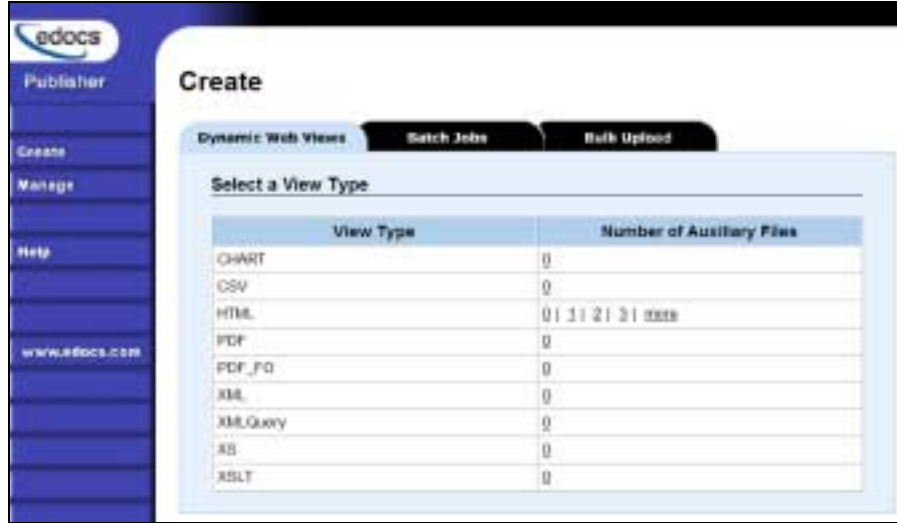 edocs
Publisher
Create
Manage
Help
www.edocs.com
Create
Dynamic Web Views Batch Jobs Bulk Upload
Select a View Type
View Type Number of Auxiliary Files
CHART 0
CSV 0
HTML 0 | 1 | 2 | 3 | more
PDF 0
PDF_FO 0
XML 0
XMLQuery 0
XS 0
XSLT 0